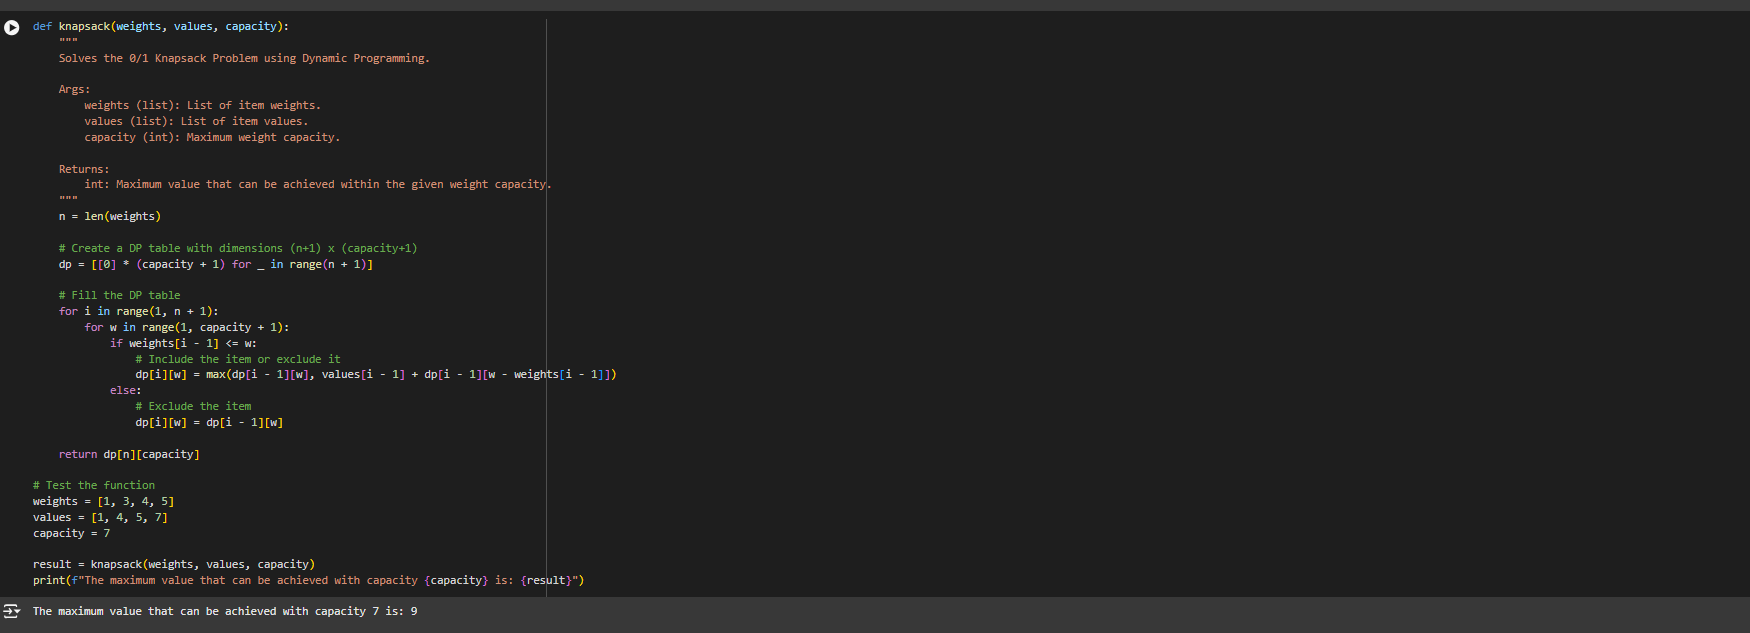 def knapsack(weights, values, capacity):
    """
    Solves the 0/1 Knapsack Problem using Dynamic Programming.

    Args:
        weights (list): List of item weights.
        values (list): List of item values.
        capacity (int): Maximum weight capacity.

    Returns:
        int: Maximum value that can be achieved within the given weight capacity.
    """
    n = len(weights)

    # Create a DP table with dimensions (n+1) x (capacity+1)
    dp = [[0] * (capacity + 1) for _ in range(n + 1)]

    # Fill the DP table
    for i in range(1, n + 1):
        for w in range(1, capacity + 1):
            if weights[i - 1] <= w:
                # Include the item or exclude it
                dp[i][w] = max(dp[i - 1][w], values[i - 1] + dp[i - 1][w - weights[i - 1]])
            else:
                # Exclude the item
                dp[i][w] = dp[i - 1][w]

    return dp[n][capacity]

# Test the function
weights = [1, 3, 4, 5]
values = [1, 4, 5, 7]
capacity = 7

result = knapsack(weights, values, capacity)
print(f"The maximum value that can be achieved with capacity {capacity} is: {result}")
The maximum value that can be achieved with capacity 7 is: 9